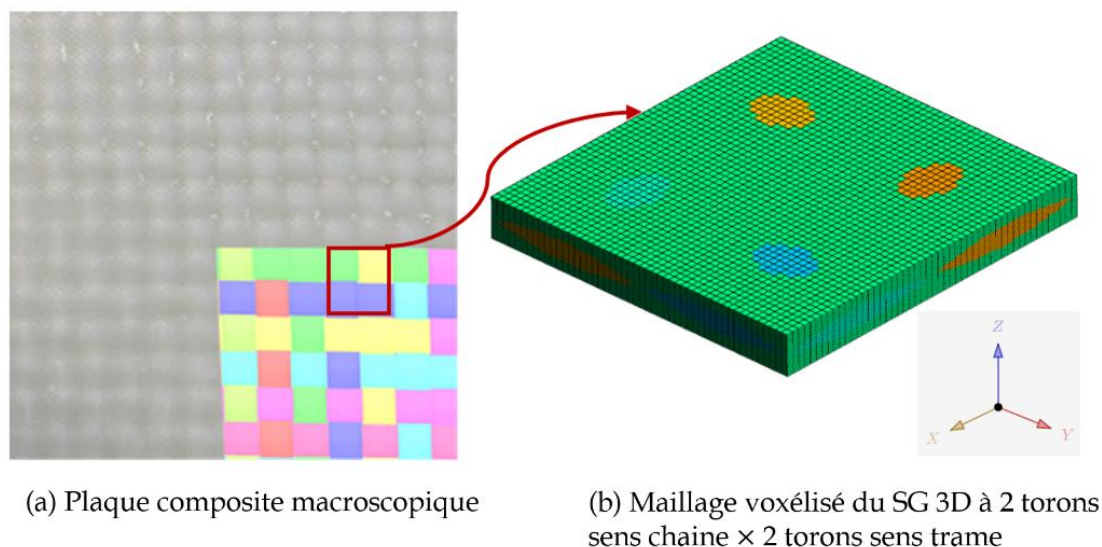 Z
X
Y
(a) Plaque composite macroscopique
(b) Maillage voxélisé du SG 3D à 2 torons
sens chaine × 2 torons sens trame